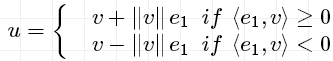 u = { v + ‖v‖ e₁ if ⟨e₁, v⟩ ≥ 0
v − ‖v‖ e₁ if ⟨e₁, v⟩ < 0